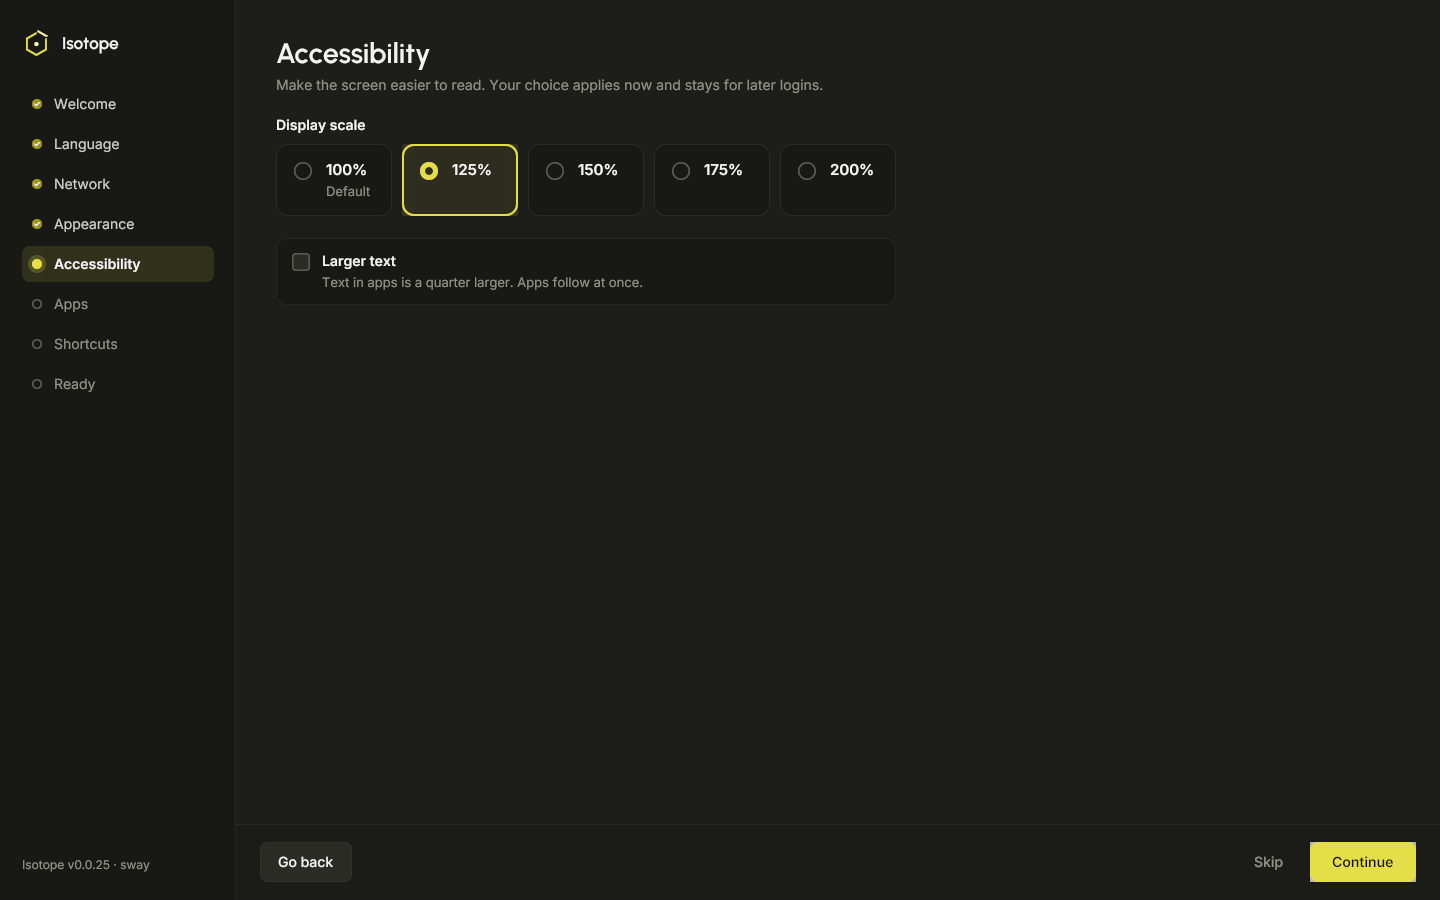 Isotope
Welcome
Language
Network
Appearance
Accessibility
Apps
Shortcuts
Ready
Isotope v0.0.25 · sway
Accessibility
Make the screen easier to read. Your choice applies now and stays for later logins.
Display scale
100%
Default
125%
150%
175%
200%
Larger text
Text in apps is a quarter larger. Apps follow at once.
Go back
Skip
Continue